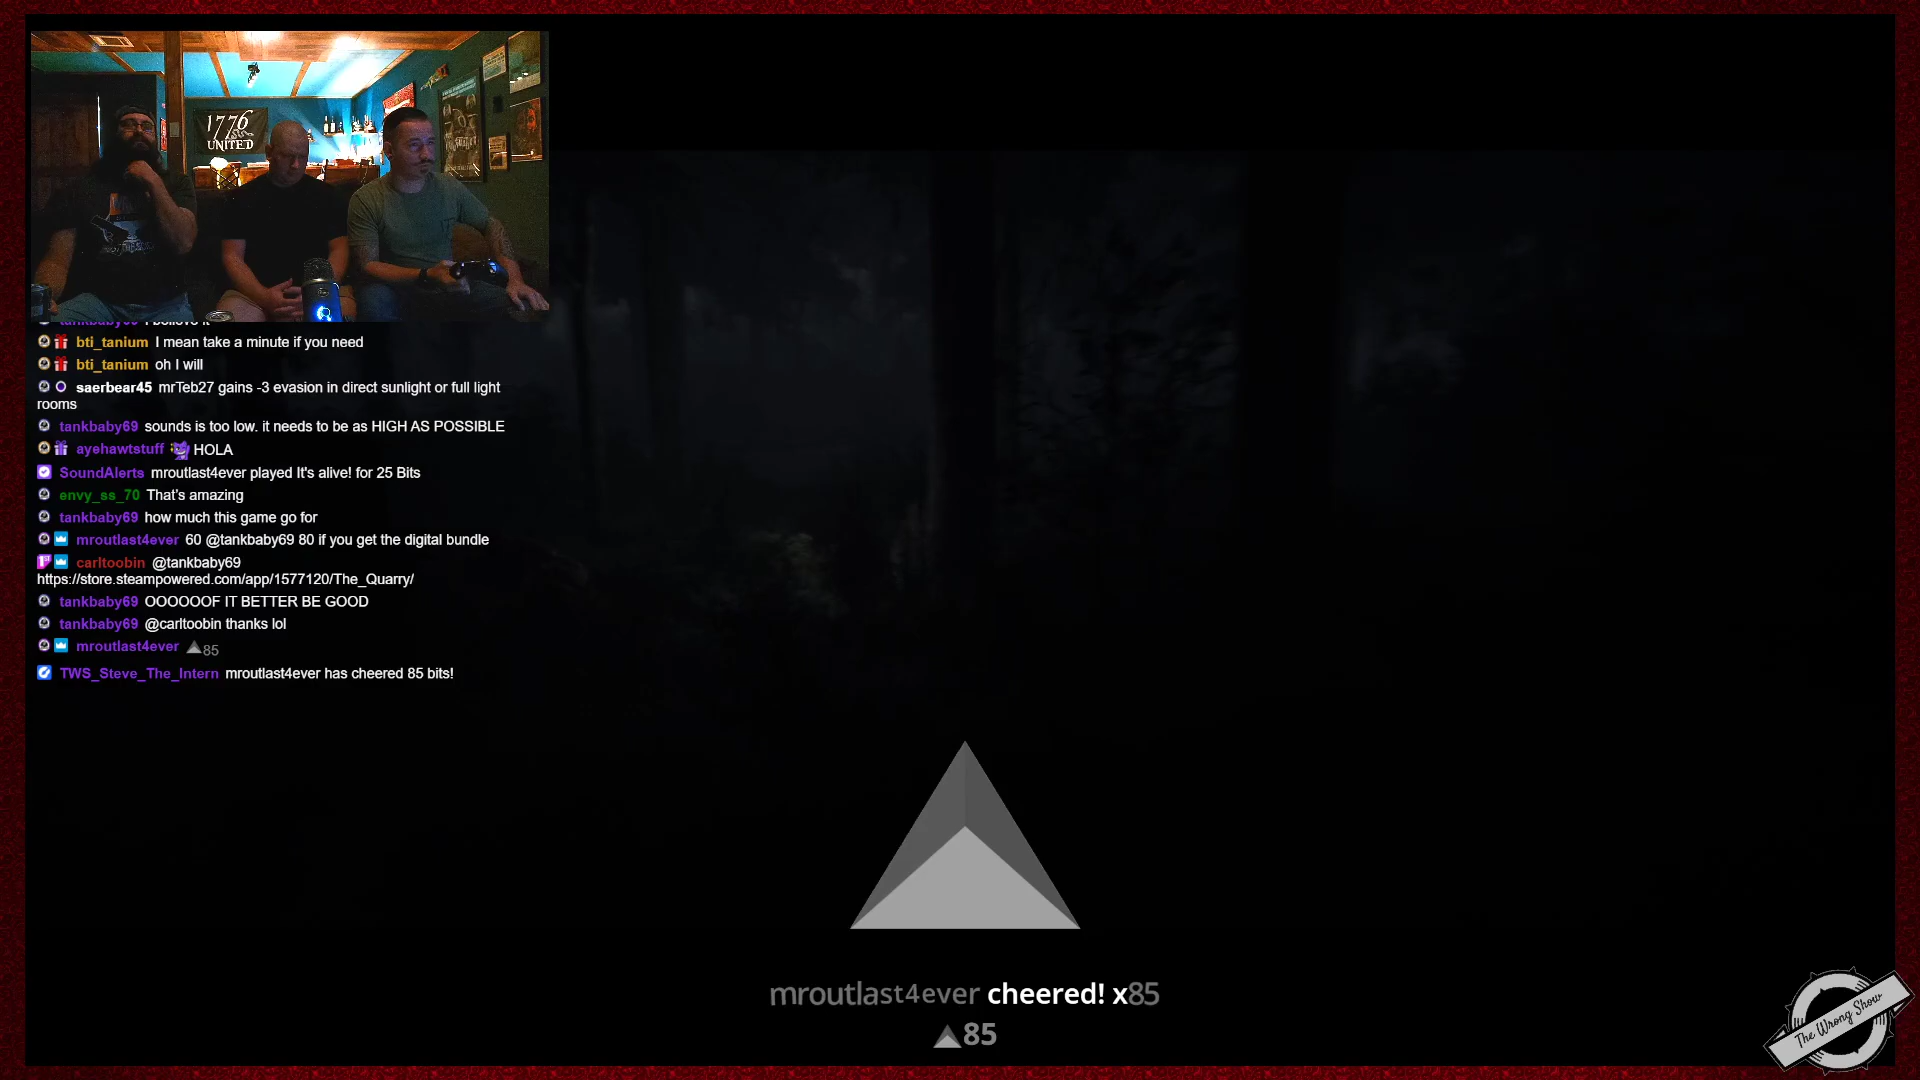 1776
UNITED
tankbaby69 I believe it
bti_tanium I mean take a minute if you need
bti_tanium oh I will
saerbear45 mrTeb27 gains -3 evasion in direct sunlight or full light
rooms
tankbaby69 sounds is too low. it needs to be as HIGH AS POSSIBLE
ayehawtstuff HOLA
SoundAlerts mroutlast4ever played It's alive! for 25 Bits
envy_ss_70 That's amazing
tankbaby69 how much this game go for
mroutlast4ever 60 @tankbaby69 80 if you get the digital bundle
carltoobin @tankbaby69
https://store.steampowered.com/app/1577120/The_Quarry/
tankbaby69 OOOOOOF IT BETTER BE GOOD
tankbaby69 @carltoobin thanks lol
mroutlast4ever 85
TWS_Steve_The_Intern mroutlast4ever has cheered 85 bits!
mroutlast4ever cheered! x85
85
The Wrong Show